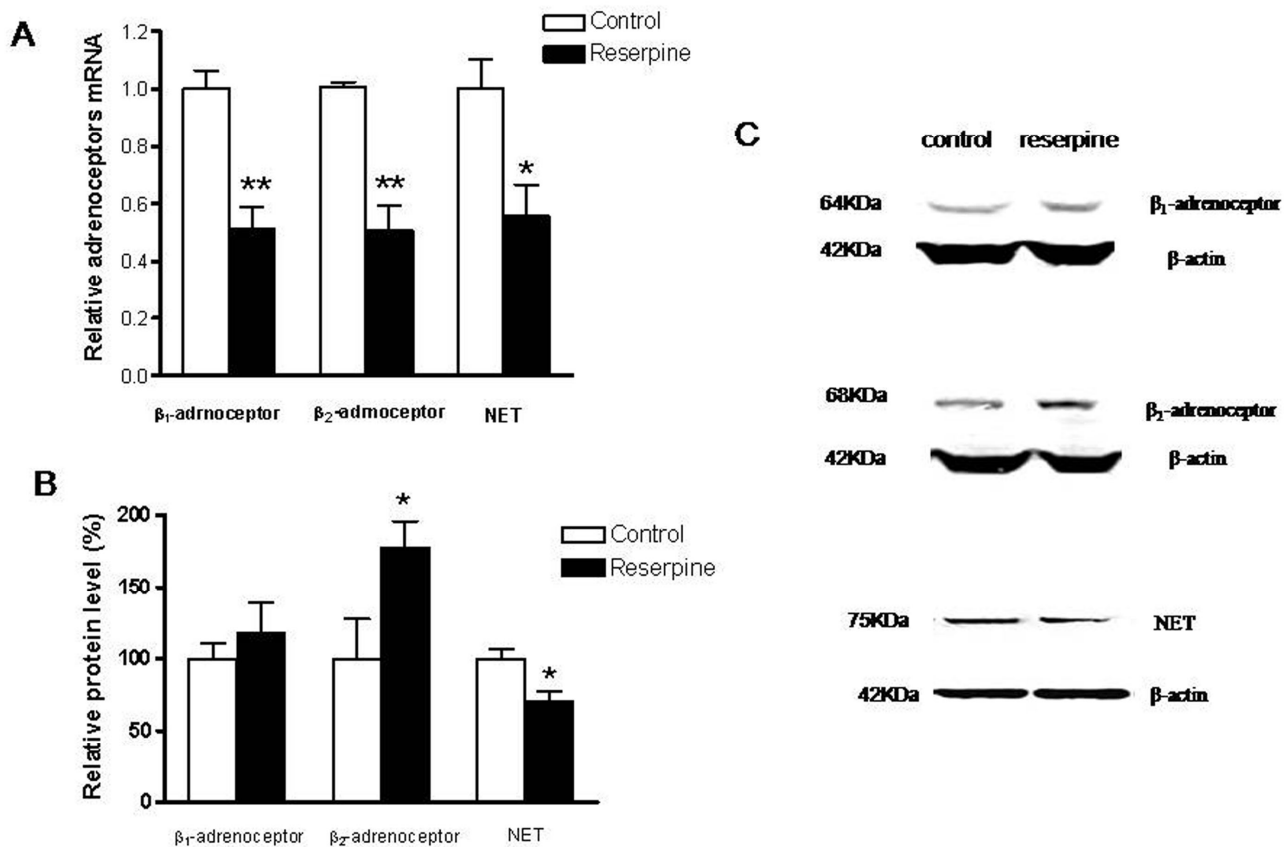 A
Relative adrenoceptors mRNA
1.2
1.0
0.8
0.6
0.4
0.2
0.0
Control
Reserpine
**
**
*
β₁-adrnoceptor
β₂-admoceptor
NET
B
Relative protein level (%)
200
150
100
50
0
Control
Reserpine
*
*
β₁-adrenoceptor
β₂-adrenoceptor
NET
C
control reserpine
64KDa β₁-adrenoceptor
42KDa β-actin
68KDa β₂-adrenoceptor
42KDa β-actin
75KDa NET
42KDa β-actin